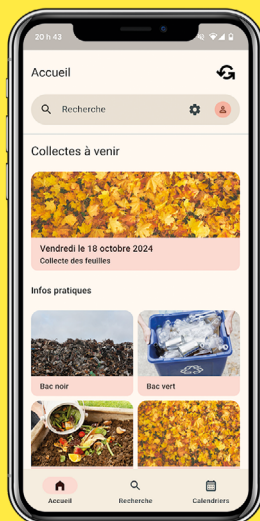 20 h 43
Accueil
Recherche
Collectes à venir
Vendredi le 18 octobre 2024
Collecte des feuilles
Infos pratiques
Bac noir
Bac vert
Accueil
Recherche
Calendriers